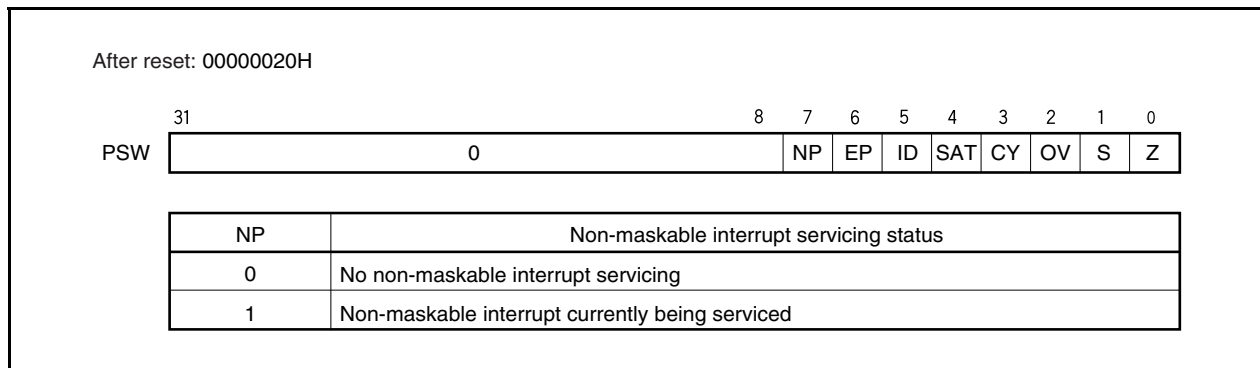 After reset: 00000020H
31 8 7 6 5 4 3 2 1 0
PSW 0 NP EP ID SAT CY OV S Z
NP Non-maskable interrupt servicing status
0 No non-maskable interrupt servicing
1 Non-maskable interrupt currently being serviced